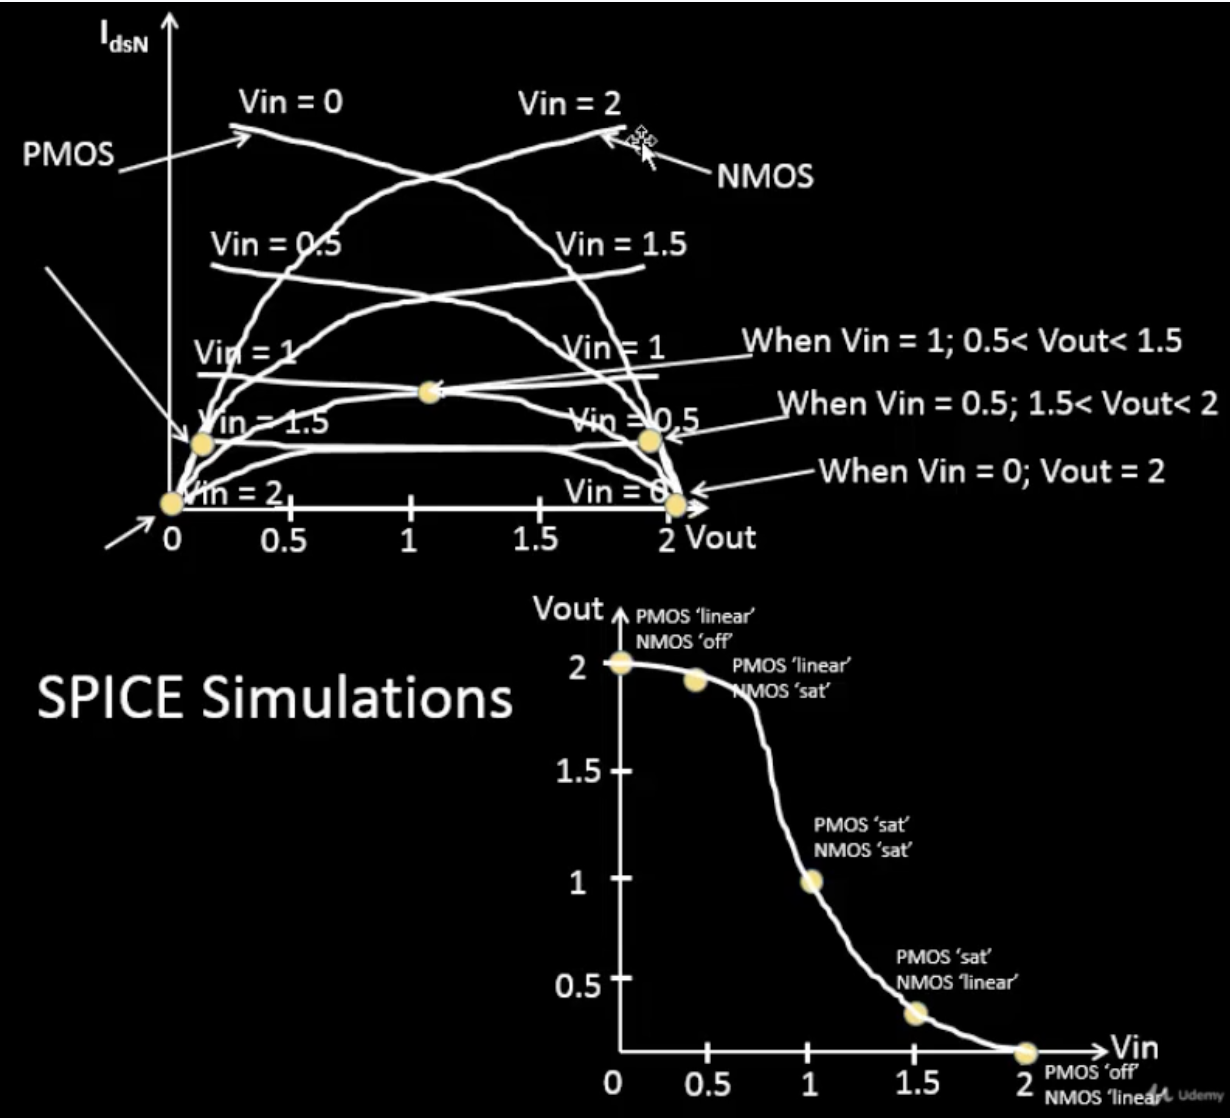 IdsN
Vin = 0
Vin = 2
PMOS
NMOS
Vin = 0.5
Vin = 1.5
Vin = 1
Vin = 1
When Vin = 1; 0.5< Vout< 1.5
Vin = 1.5
Vin = 0.5
When Vin = 0.5; 1.5< Vout< 2
Vin = 2
Vin = 0
When Vin = 0; Vout = 2
0 0.5 1 1.5 2 Vout
Vout
PMOS ‘linear’
NMOS ‘off’
2
PMOS ‘linear’
NMOS ‘sat’
SPICE Simulations
1.5
PMOS ‘sat’
NMOS ‘sat’
1
PMOS ‘sat’
NMOS ‘linear’
0.5
Vin
0 0.5 1 1.5 2
PMOS ‘off’
NMOS ‘linear’
Udemy